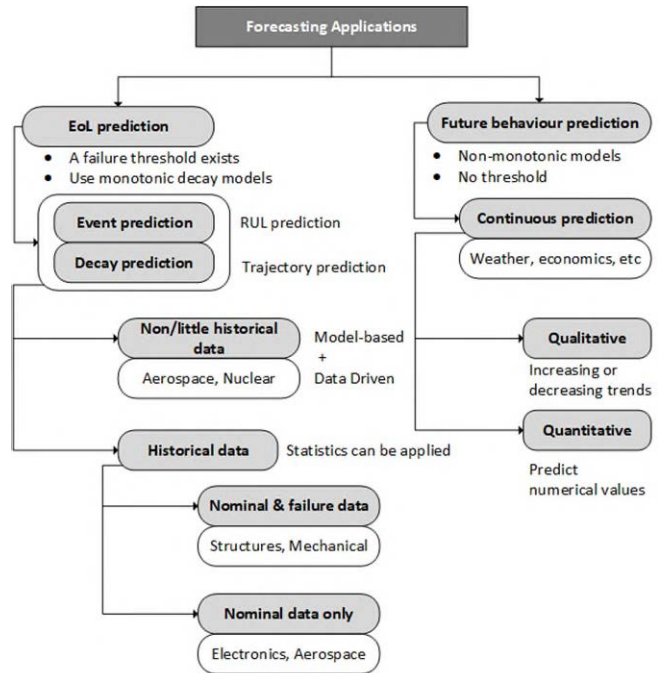 Forecasting Applications
EoL prediction
● A failure threshold exists
● Use monotonic decay models
Event prediction
RUL prediction
Decay prediction
Trajectory prediction
Non/little historical
data
Aerospace, Nuclear
Model-based
+
Data Driven
Historical data
Statistics can be applied
Nominal & failure data
Structures, Mechanical
Nominal data only
Electronics, Aerospace
Future behaviour prediction
● Non-monotonic models
● No threshold
Continuous prediction
Weather, economics, etc
Qualitative
Increasing or
decreasing trends
Quantitative
Predict
numerical values